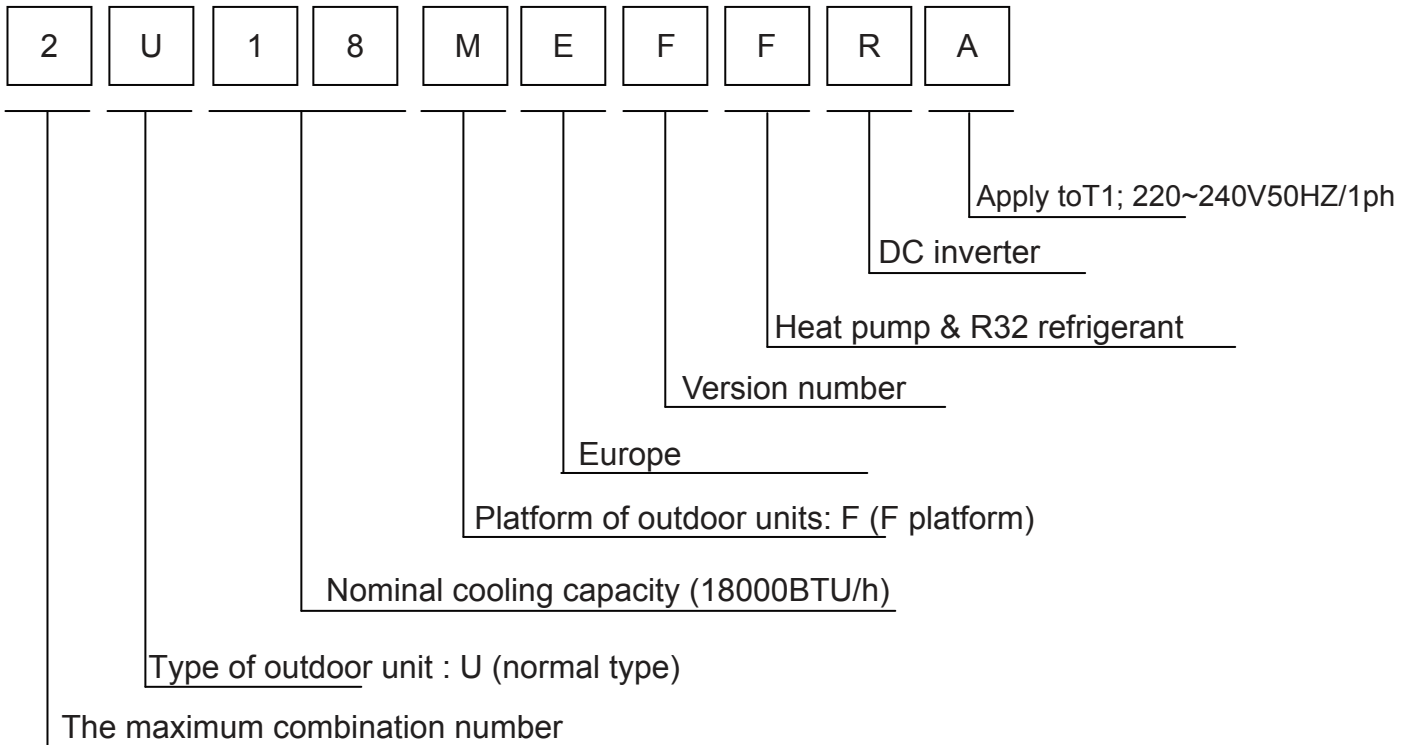 2 U 1 8 M E F F R A
Apply toT1; 220~240V50HZ/1ph
DC inverter
Heat pump & R32 refrigerant
Version number
Europe
Platform of outdoor units: F (F platform)
Nominal cooling capacity (18000BTU/h)
Type of outdoor unit : U (normal type)
The maximum combination number